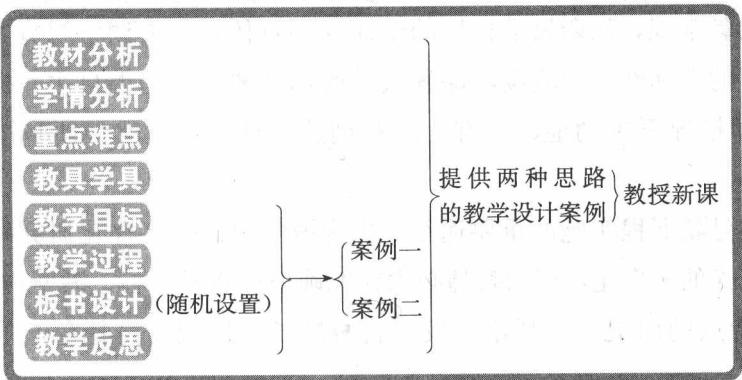 教材分析
学情分析
重点难点
教具学具
教学目标
教学过程
板书设计(随机设置)
教学反思
案例一
案例二
提供两种思路
的教学设计案例
教授新课